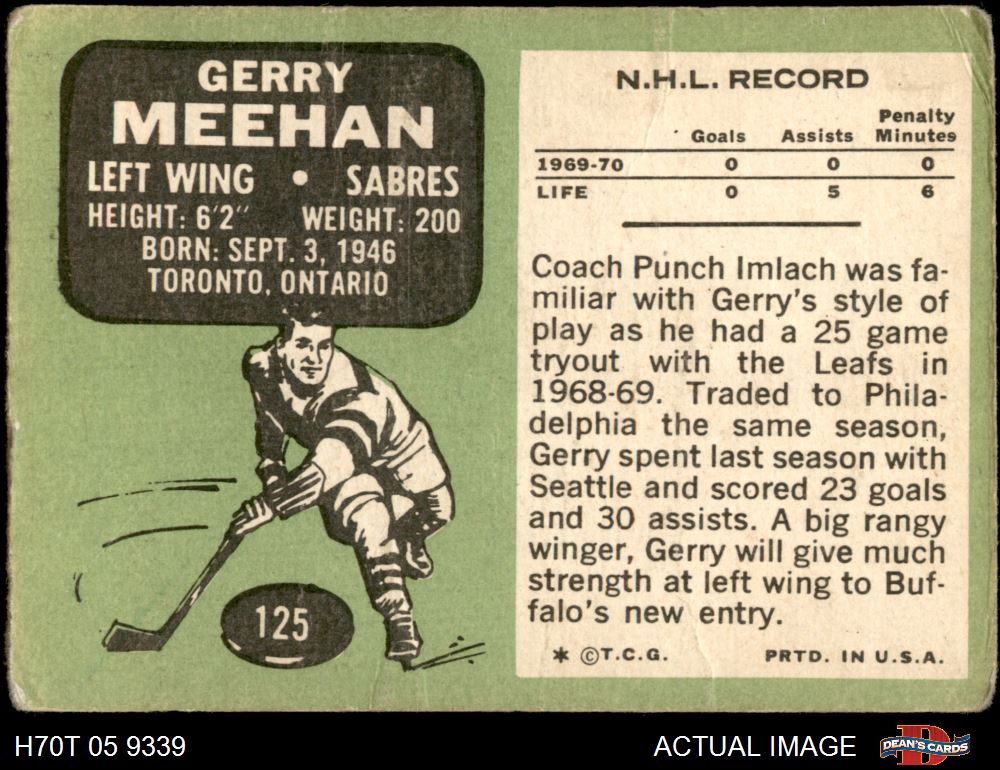 GERRY
MEEHAN
LEFT WING • SABRES
HEIGHT: 6'2" WEIGHT: 200
BORN: SEPT. 3, 1946
TORONTO, ONTARIO
125
N.H.L. RECORD
Goals Assists Penalty Minutes
1969-70 0 0 0
LIFE 0 5 6
Coach Punch Imlach was fa-
miliar with Gerry's style of
play as he had a 25 game
tryout with the Leafs in
1968-69. Traded to Phila-
delphia the same season,
Gerry spent last season with
Seattle and scored 23 goals
and 30 assists. A big rangy
winger, Gerry will give much
strength at left wing to Buf-
falo's new entry.
* ©T.C.G. PRTD. IN U.S.A.
H70T 05 9339
ACTUAL IMAGE
D
DEAN'S CARDS